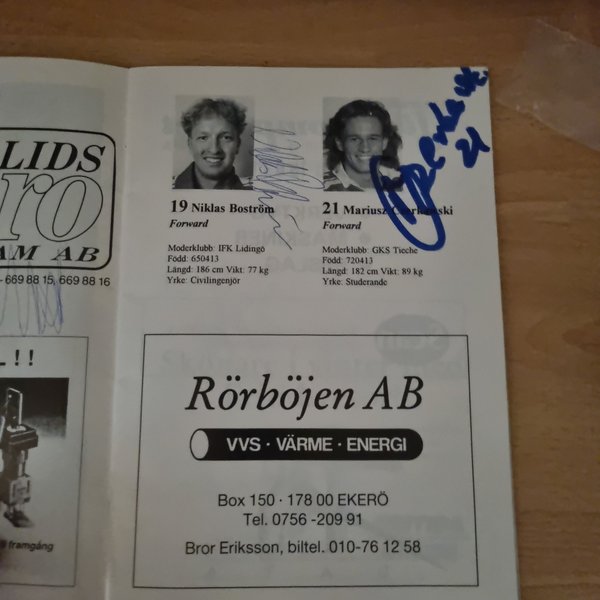 LIDS
ro
AM AB
- 669 88 15, 669 88 16
L !!
framgång
19 Niklas Boström
Forward
Moderklubb: IFK Lidingö
Född: 650413
Längd: 186 cm Vikt: 77 kg
Yrke: Civilingenjör
21 Mariusz
Forward
Moderklubb: GKS Tieche
Född: 720413
Längd: 182 cm Vikt: 89 kg
Yrke: Studerande
21
Rörböjen AB
VVS · VÄRME · ENERGI
Box 150 · 178 00 EKERÖ
Tel. 0756 -209 91
Bror Eriksson, biltel. 010-76 12 58